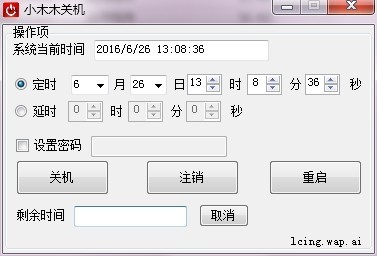 小木木关机
操作项
系统当前时间 2016/6/26 13:08:36
定时 6 月 26 日 13 时 8 分 36 秒
延时 0 时 0 分 0 秒
设置密码
关机 注销 重启
剩余时间 取消
lcing.wap.ai